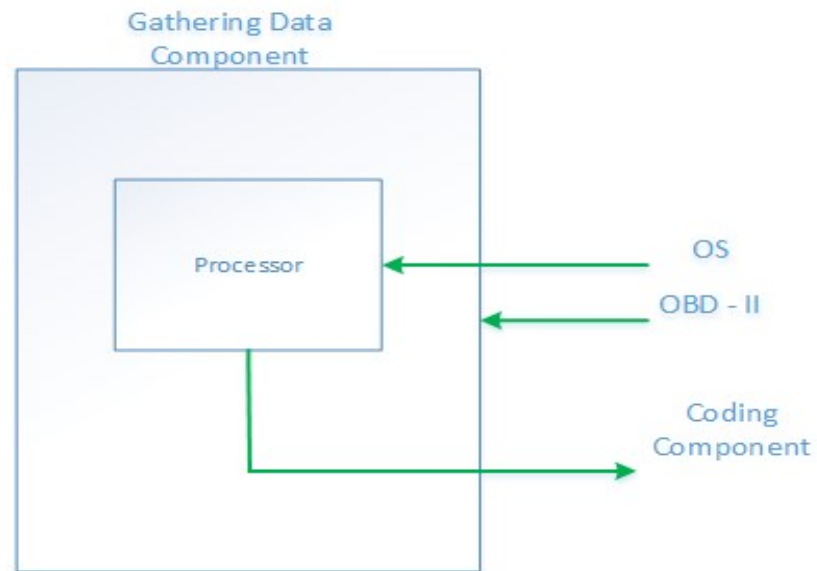 Gathering Data
Component
Processor
OS
OBD - II
Coding
Component